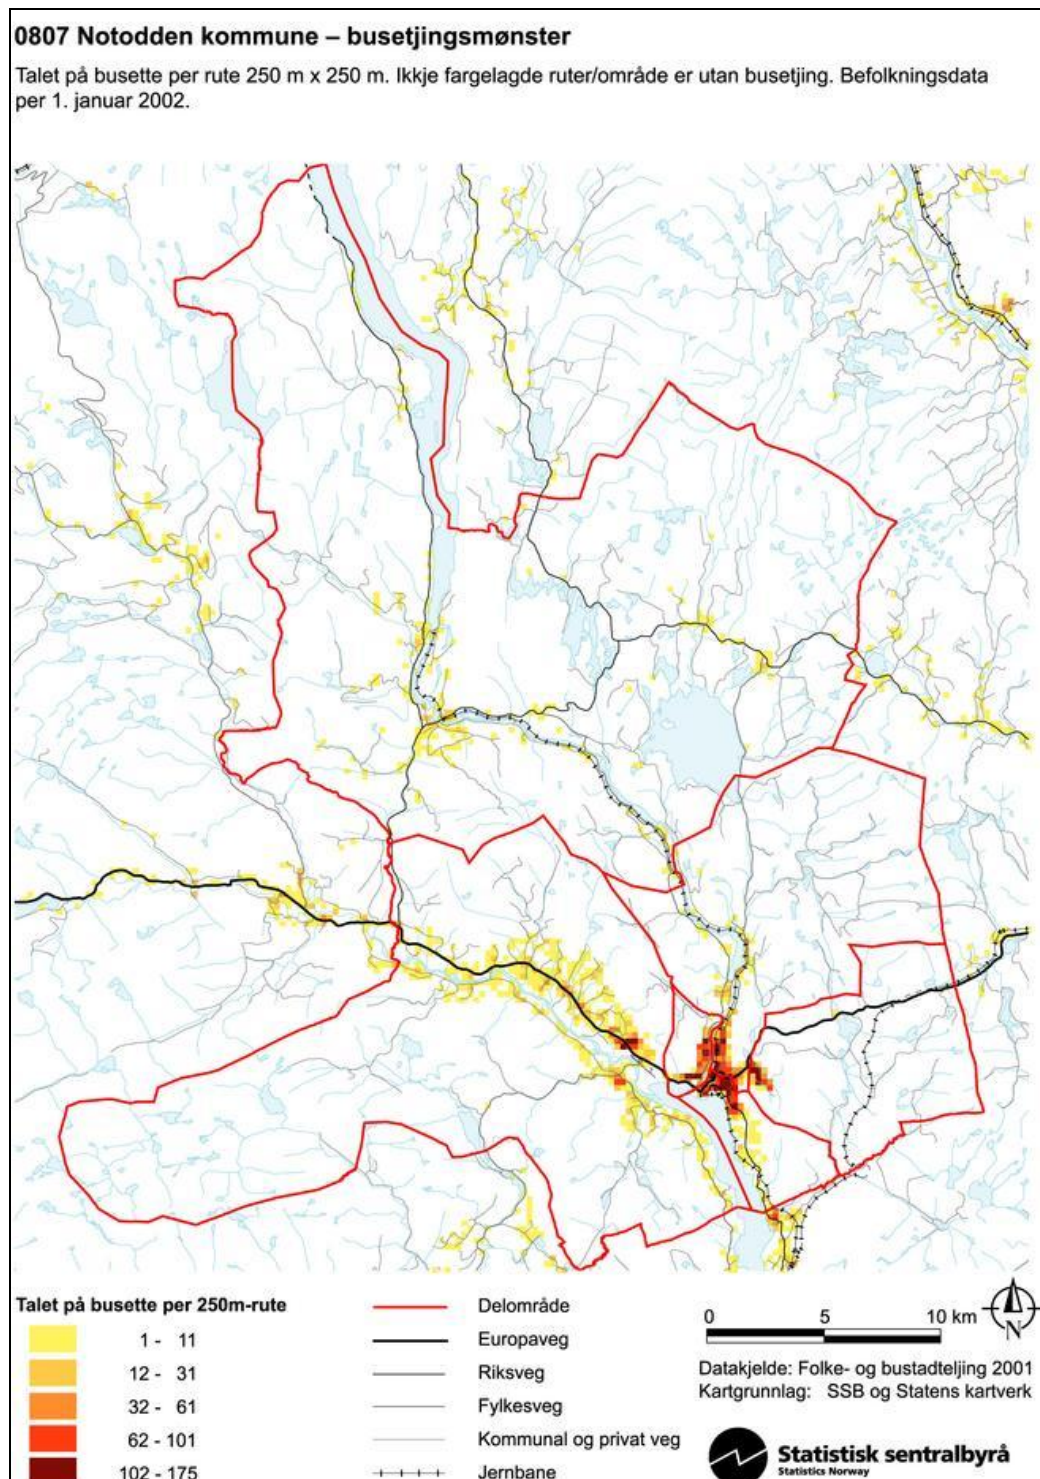 0807 Notodden kommune – busetjingsmønster
Talet på busette per rute 250 m x 250 m. Ikkje fargelagde ruter/område er utan busetjing. Befolkningsdata
per 1. januar 2002.
Talet på busette per 250m-rute
1 - 11
12 - 31
32 - 61
62 - 101
102 - 175
Delområde
Europaveg
Riksveg
Fylkesveg
Kommunal og privat veg
Jernbane
0 5 10 km
N
Datakjelde: Folke- og bustadteljing 2001
Kartgrunnlag: SSB og Statens kartverk
Statistisk sentralbyrå
Statistics Norway